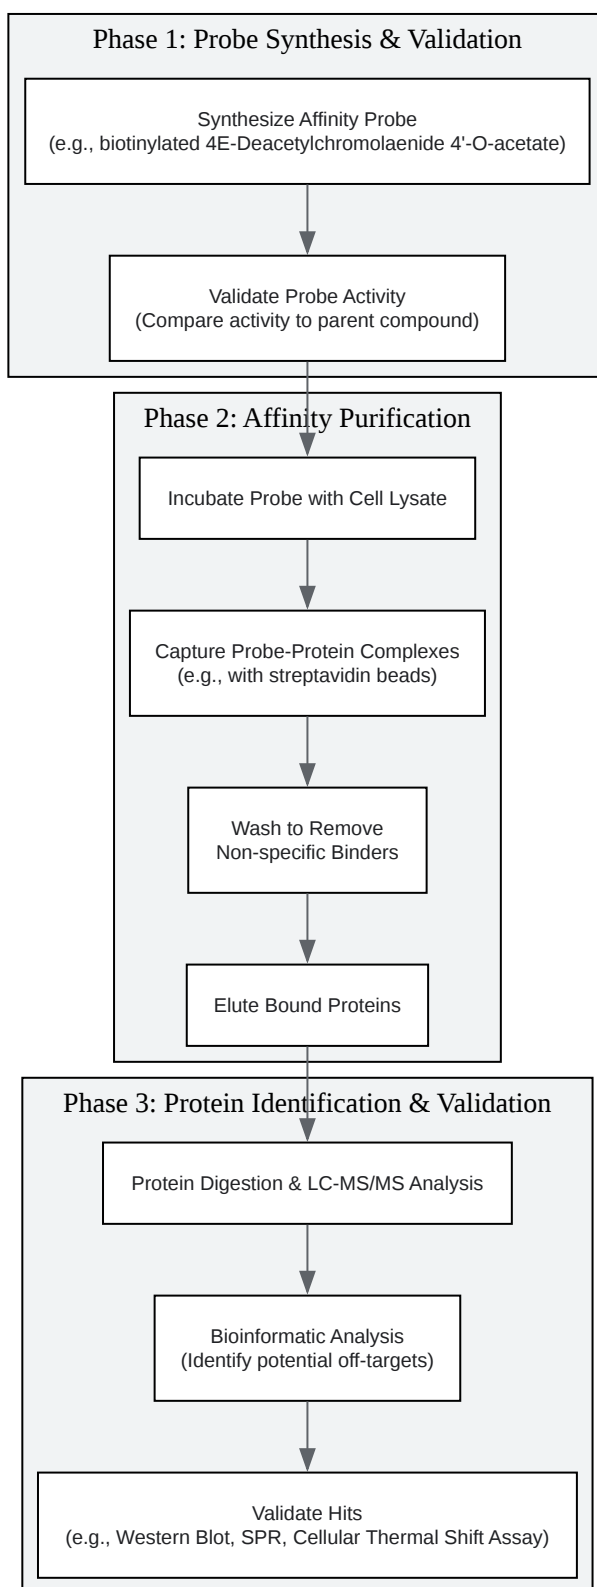 Phase 1: Probe Synthesis & Validation
Synthesize Affinity Probe
(e.g., biotinylated 4E-Deacetylchromolaenide 4'-O-acetate)
Validate Probe Activity
(Compare activity to parent compound)
Phase 2: Affinity Purification
Incubate Probe with Cell Lysate
Capture Probe-Protein Complexes
(e.g., with streptavidin beads)
Wash to Remove
Non-specific Binders
Elute Bound Proteins
Phase 3: Protein Identification & Validation
Protein Digestion & LC-MS/MS Analysis
Bioinformatic Analysis
(Identify potential off-targets)
Validate Hits
(e.g., Western Blot, SPR, Cellular Thermal Shift Assay)